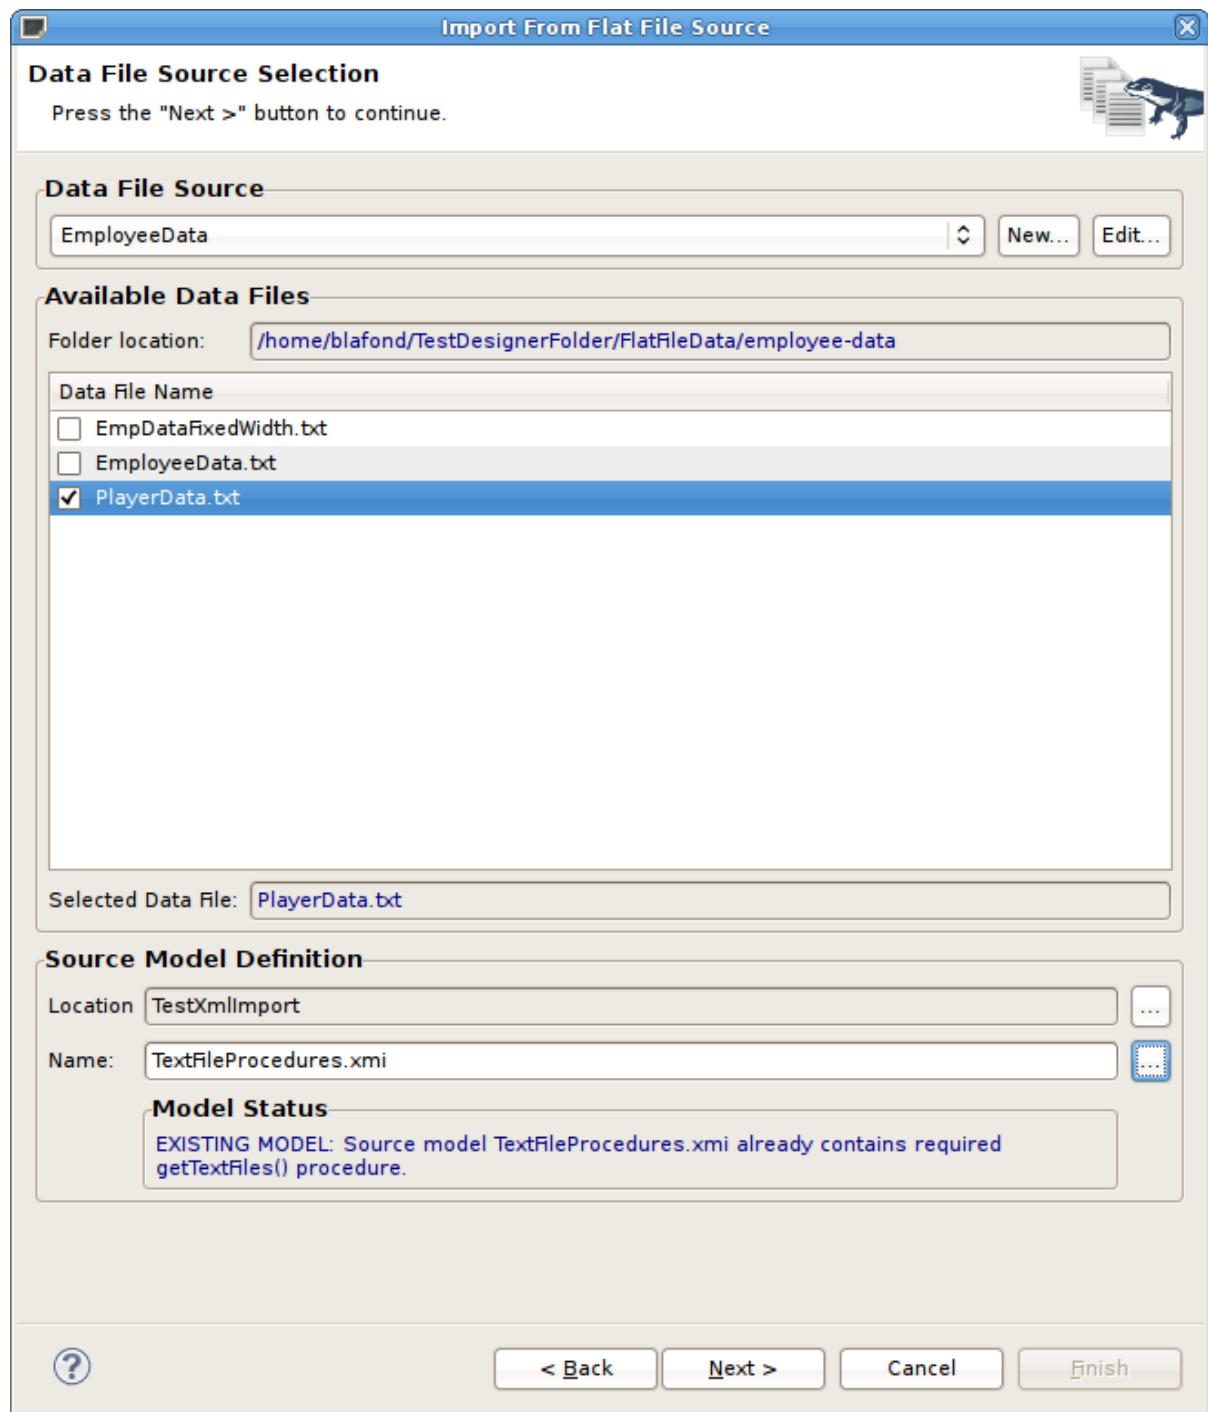 Import From Flat File Source
Data File Source Selection
Press the "Next >" button to continue.
Data File Source
EmployeeData
New...
Edit...
Available Data Files
Folder location: /home/blafond/TestDesignerFolder/FlatFileData/employee-data
Data File Name
EmpDataFixedWidth.txt
EmployeeData.txt
PlayerData.txt
Selected Data File: PlayerData.txt
Source Model Definition
Location TestXmlImport ...
Name: TextFileProcedures.xmi ...
Model Status
EXISTING MODEL: Source model TextFileProcedures.xmi already contains required
getTextFiles() procedure.
? < Back Next > Cancel Finish